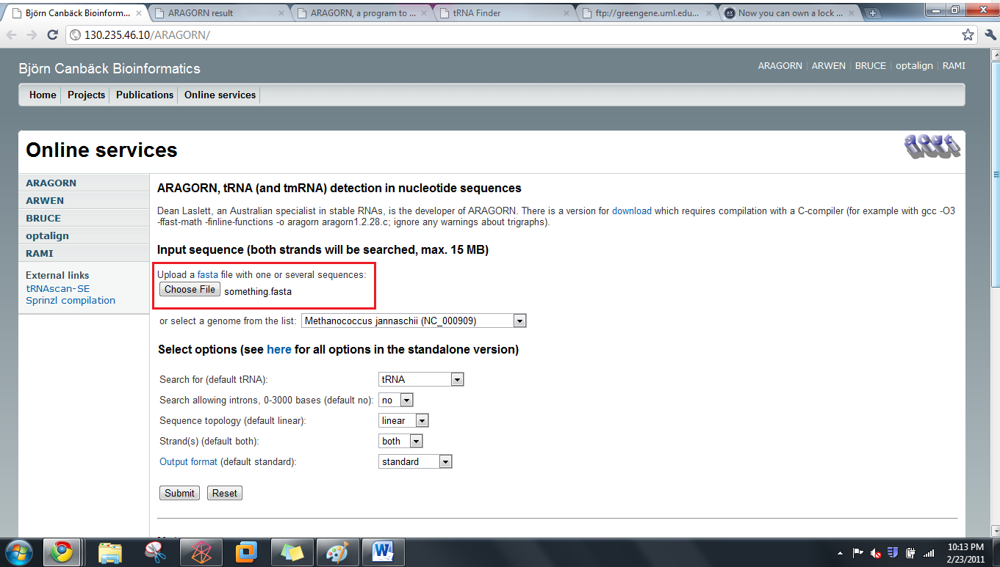 Björn Canbäck Bioinform...
ARAGORN result
ARAGORN, a program to ...
tRNA Finder
ftp://greengene.uml.edu...
Now you can own a lock ...
130.235.46.10/ARAGORN/
Björn Canbäck Bioinformatics
ARAGORN | ARWEN | BRUCE | optalign | RAMI
Home Projects Publications Online services
Online services
ARAGORN
ARWEN
BRUCE
optalign
RAMI
External links
tRNAscan-SE
Sprinzl compilation
ARAGORN, tRNA (and tmRNA) detection in nucleotide sequences
Dean Laslett, an Australian specialist in stable RNAs, is the developer of ARAGORN. There is a version for download which requires compilation with a C-compiler (for example with gcc -O3
-ffast-math -finline-functions -o aragorn aragorn1.2.28.c; ignore any warnings about trigraphs).
Input sequence (both strands will be searched, max. 15 MB)
Upload a fasta file with one or several sequences:
Choose File something.fasta
or select a genome from the list: Methanococcus jannaschii (NC_000909)
Select options (see here for all options in the standalone version)
Search for (default tRNA): tRNA
Search allowing introns, 0-3000 bases (default no): no
Sequence topology (default linear): linear
Strand(s) (default both): both
Output format (default standard): standard
Submit Reset
10:13 PM
2/23/2011